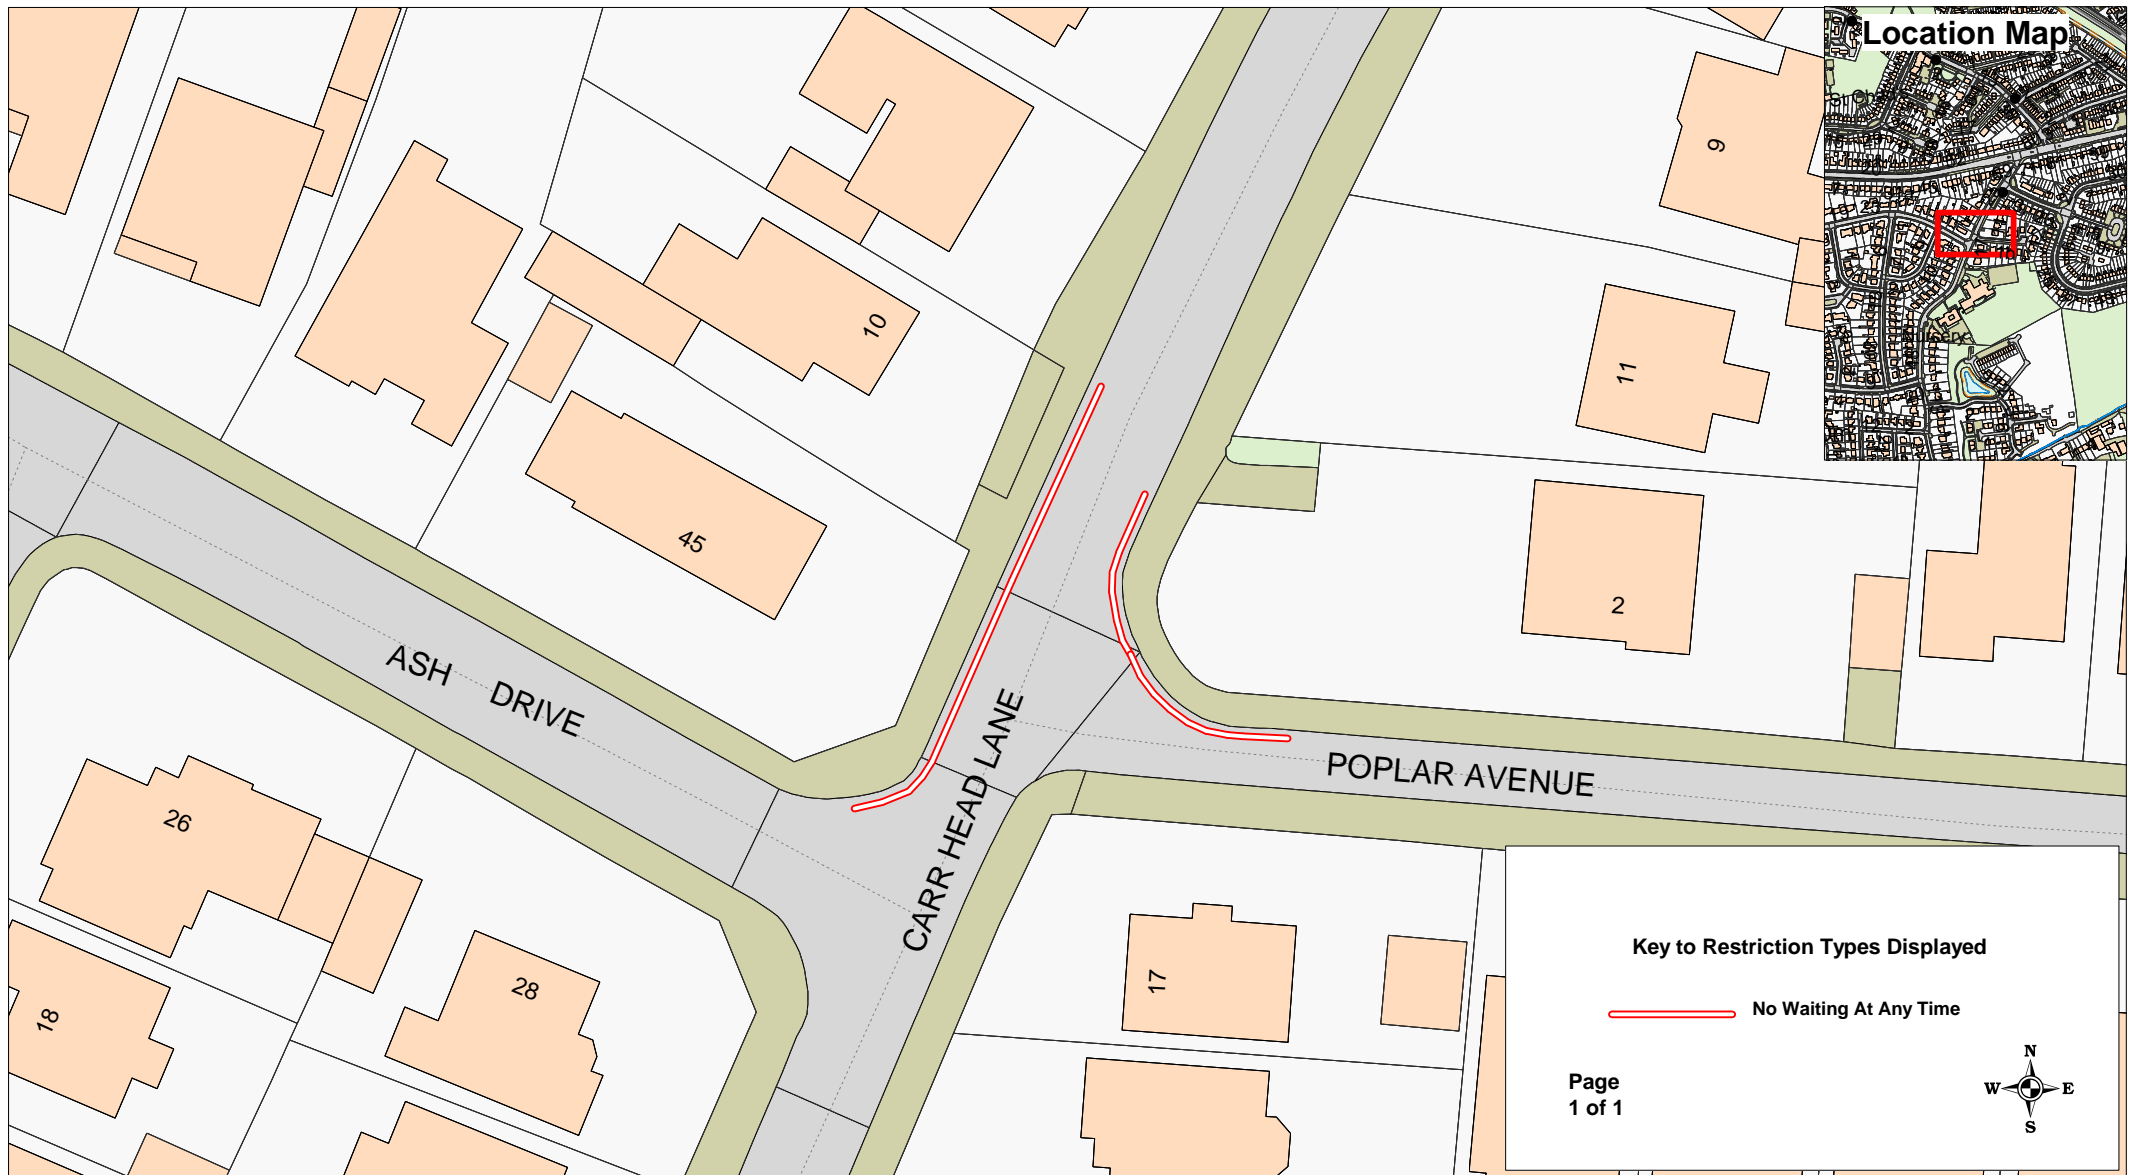 Location Map
9
10
11
45
2
ASH DRIVE
CARR HEAD LANE
POPLAR AVENUE
26
28
18
17
Key to Restriction Types Displayed
No Waiting At Any Time
Page
1 of 1
N
W E
S